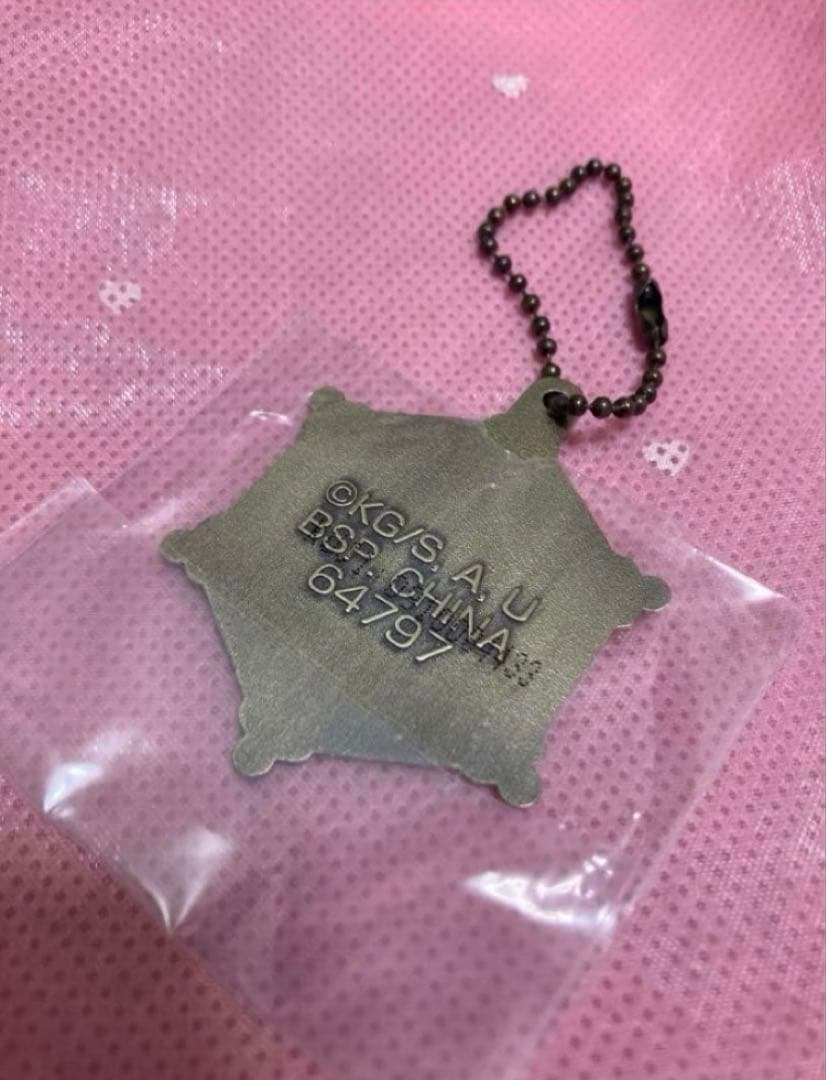 ©KG/S, A, U
BSP. CHINA
64797